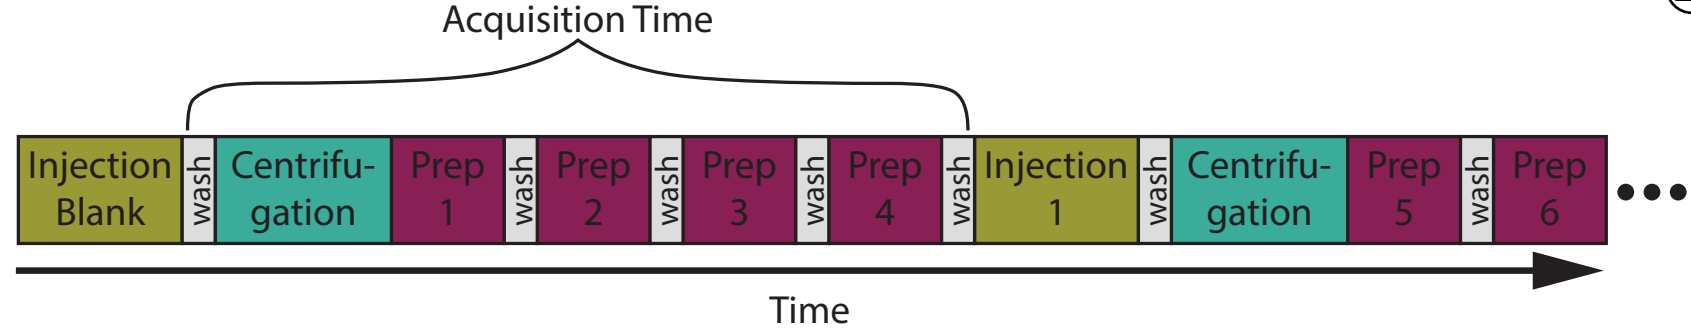 Acquisition Time
Injection
Blank
wash
Centrifu-
gation
Prep
1
wash
Prep
2
wash
Prep
3
wash
Prep
4
wash
Injection
1
wash
Centrifu-
gation
Prep
5
wash
Prep
6
Time